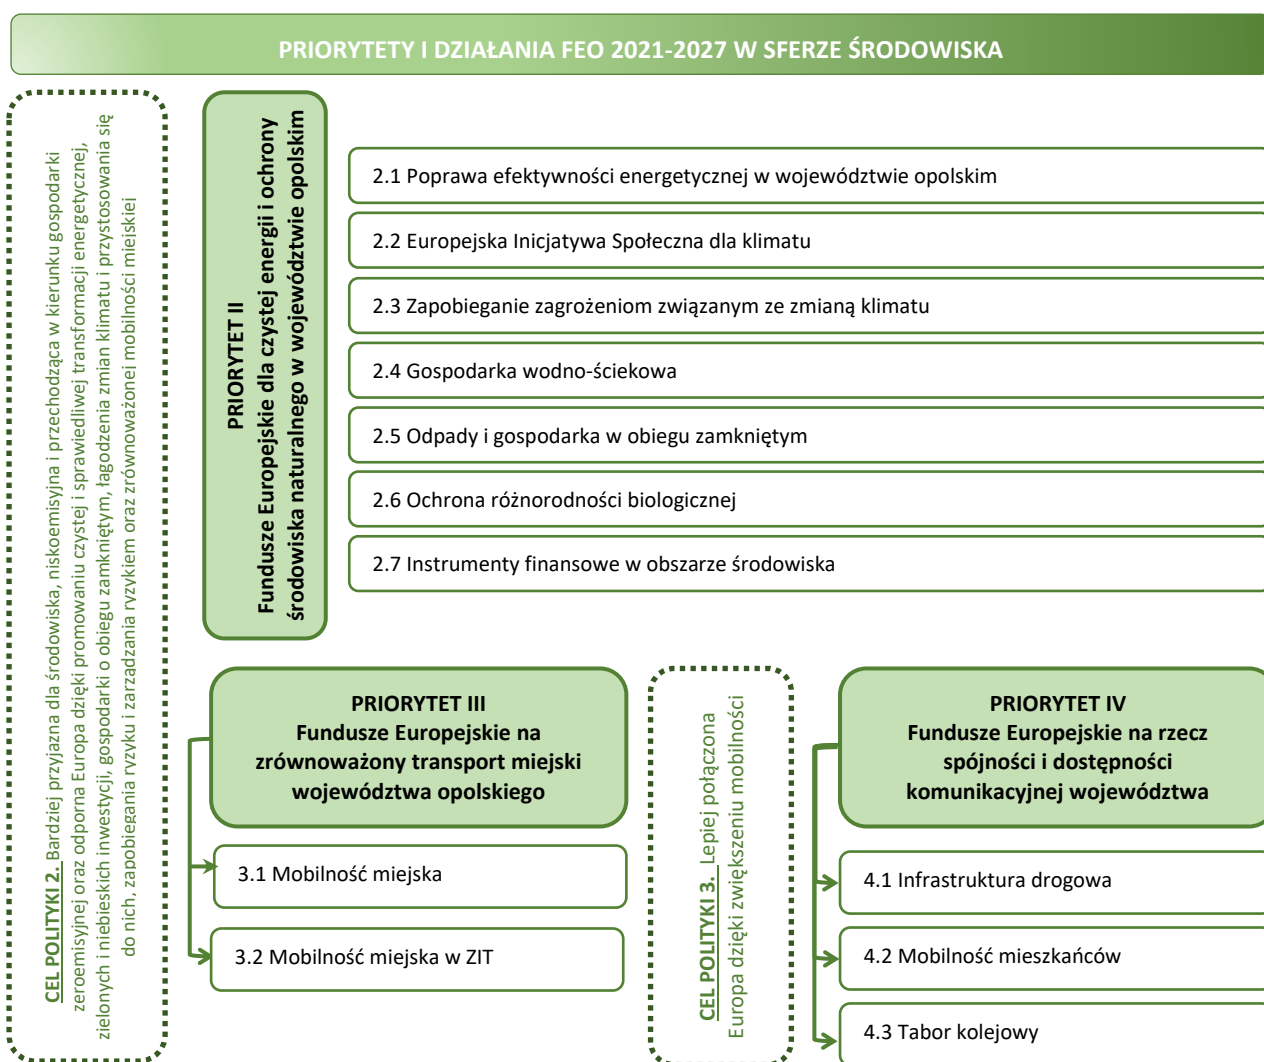 PRIORYTETY I DZIAŁANIA FEO 2021-2027 W SFERZE ŚRODOWISKA
CEL POLITYKI 2. Bardziej przyjazna dla środowiska, niskoemisyjna i przechodząca w kierunku gospodarki
zeroemisyjnej oraz odporna Europa dzięki promowaniu czystej i sprawiedliwej transformacji energetycznej,
zielonych i niebieskich inwestycji, gospodarki o obiegu zamkniętym, łagodzenia zmian klimatu i przystosowania się
do nich, zapobiegania ryzyku i zarządzania ryzykiem oraz zrównoważonej mobilności miejskiej
PRIORYTET II
Fundusze Europejskie dla czystej energii i ochrony
środowiska naturalnego w województwie opolskim
2.1 Poprawa efektywności energetycznej w województwie opolskim
2.2 Europejska Inicjatywa Społeczna dla klimatu
2.3 Zapobieganie zagrożeniom związanym ze zmianą klimatu
2.4 Gospodarka wodno-ściekowa
2.5 Odpady i gospodarka w obiegu zamkniętym
2.6 Ochrona różnorodności biologicznej
2.7 Instrumenty finansowe w obszarze środowiska
PRIORYTET III
Fundusze Europejskie na
zrównoważony transport miejski
województwa opolskiego
3.1 Mobilność miejska
3.2 Mobilność miejska w ZIT
CEL POLITYKI 3. Lepiej połączona
Europa dzięki zwiększeniu mobilności
PRIORYTET IV
Fundusze Europejskie na rzecz
spójności i dostępności
komunikacyjnej województwa
4.1 Infrastruktura drogowa
4.2 Mobilność mieszkańców
4.3 Tabor kolejowy